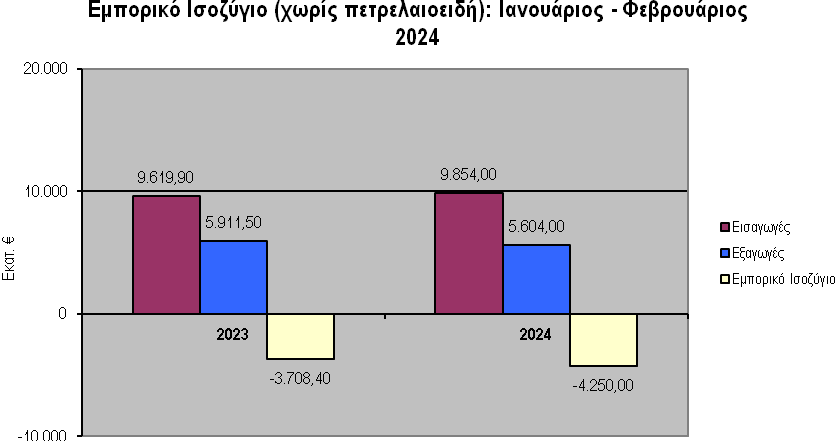 Εμπορικό Ισοζύγιο (χωρίς πετρελαιοειδή): Ιανουάριος - Φεβρουάριος
2024
20.000
10.000
0
-10.000
Εκατ. €
9.619,90
5.911,50
-3.708,40
9.854,00
5.604,00
-4.250,00
2023
2024
Εισαγωγές
Εξαγωγές
Εμπορικό Ισοζύγιο